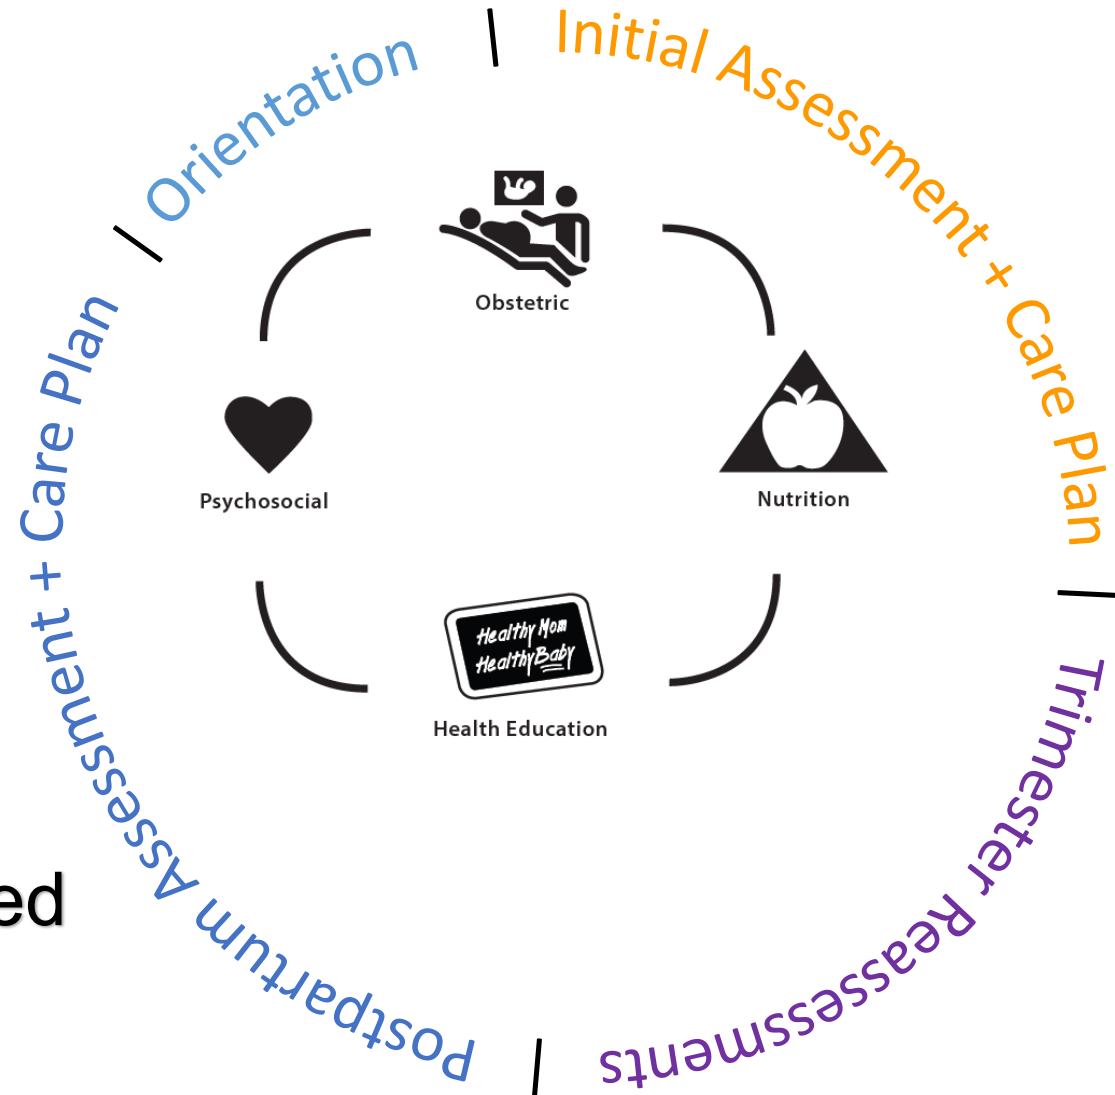 Orientation
Initial Assessment + Care Plan
Trimester Reassessments
Postpartum Assessment + Care Plan
Obstetric
Psychosocial
Nutrition
Healthy Mom
Healthy Baby
Health Education
ed